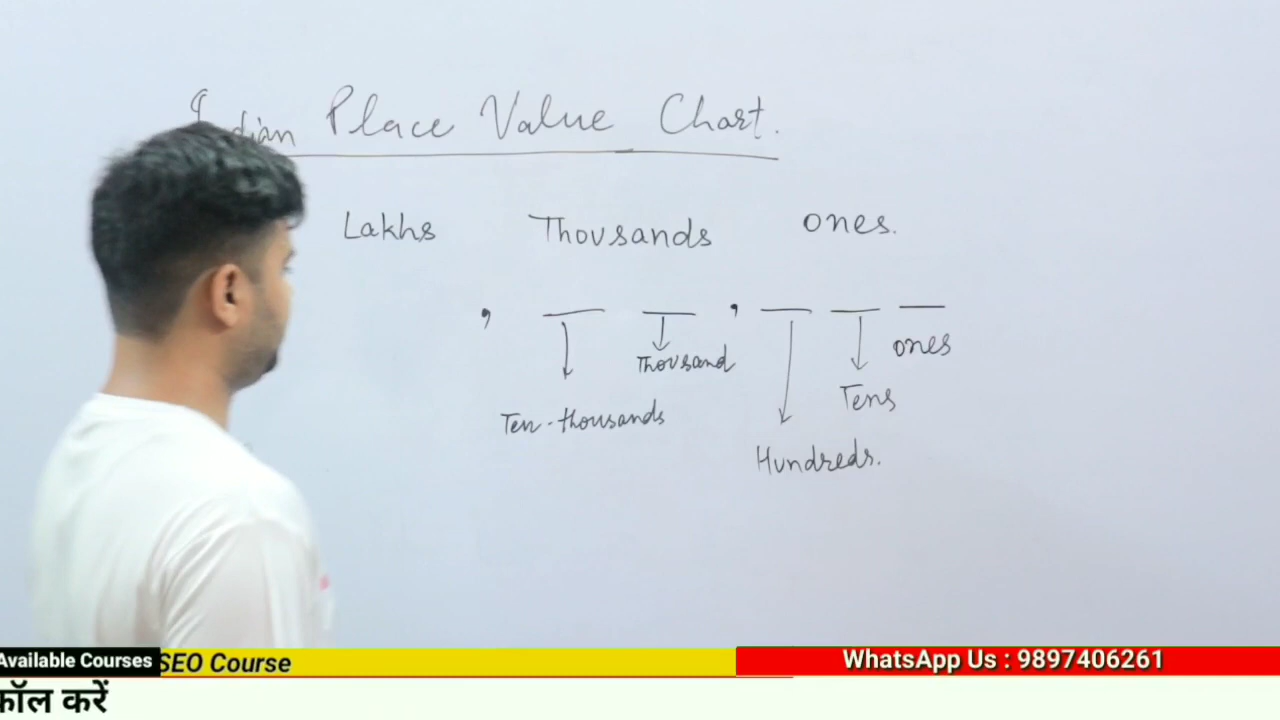 Indian Place Value Chart.
Lakhs Thousands ones.
, ,
Thousand ones
Ten-thousands Tens
Hundreds.
Available Courses SEO Course WhatsApp Us : 9897406261
कॉल करें